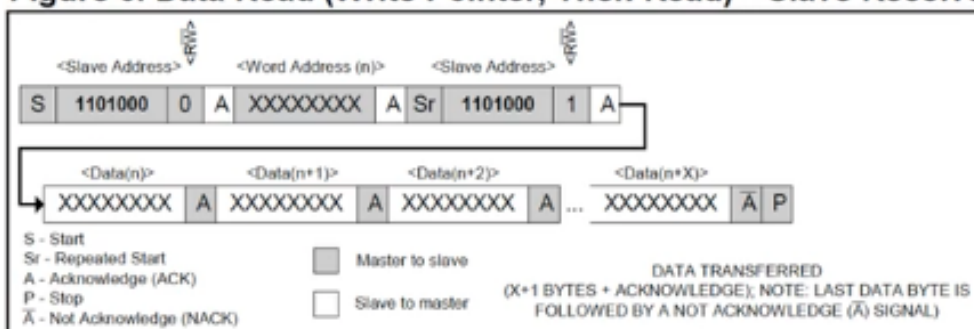 <R/W̅> <R/W̅>
<Slave Address> <Word Address (n)> <Slave Address>
S 1101000 0 A XXXXXXXX A Sr 1101000 1 A
<Data(n)> <Data(n+1)> <Data(n+2)> <Data(n+X)>
XXXXXXXX A XXXXXXXX A XXXXXXXX A ... XXXXXXXX A̅ P
S - Start
Sr - Repeated Start
A - Acknowledge (ACK)
P - Stop
A̅ - Not Acknowledge (NACK)
Master to slave
Slave to master
DATA TRANSFERRED
(X+1 BYTES + ACKNOWLEDGE); NOTE: LAST DATA BYTE IS
FOLLOWED BY A NOT ACKNOWLEDGE (A̅) SIGNAL)